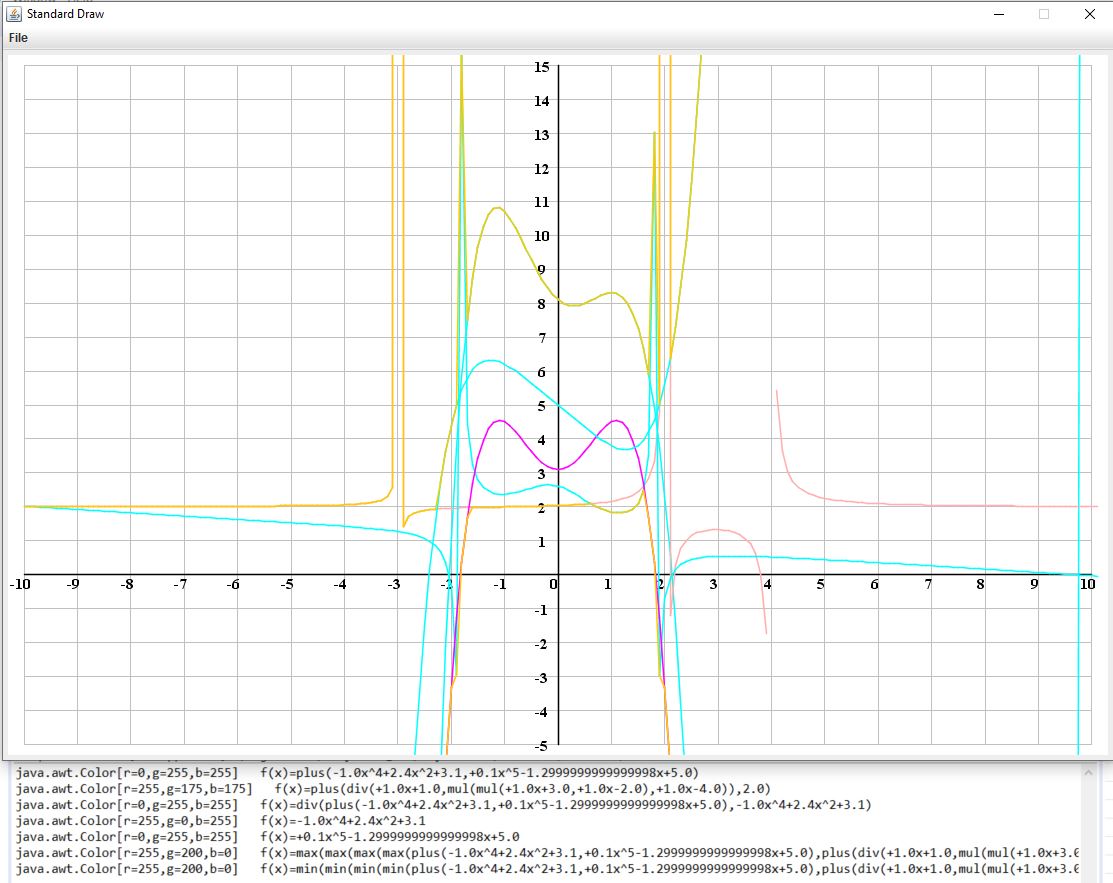 Standard Draw
File
15
14
13
12
11
10
9
8
7
6
5
4
3
2
1
-10 -9 -8 -7 -6 -5 -4 -3 -2 -1 0 1 2 3 4 5 6 7 8 9 10
-1
-2
-3
-4
-5
java.awt.Color[r=0,g=255,b=255] f(x)=plus(-1.0x^4+2.4x^2+3.1,+0.1x^5-1.2999999999999998x+5.0)
java.awt.Color[r=255,g=175,b=175] f(x)=plus(div(+1.0x+1.0,mul(mul(+1.0x+3.0,+1.0x-2.0),+1.0x-4.0)),2.0)
java.awt.Color[r=0,g=255,b=255] f(x)=div(plus(-1.0x^4+2.4x^2+3.1,+0.1x^5-1.2999999999999998x+5.0),-1.0x^4+2.4x^2+3.1)
java.awt.Color[r=255,g=0,b=255] f(x)=-1.0x^4+2.4x^2+3.1
java.awt.Color[r=0,g=255,b=255] f(x)=+0.1x^5-1.2999999999999998x+5.0
java.awt.Color[r=255,g=200,b=0] f(x)=max(max(max(max(plus(-1.0x^4+2.4x^2+3.1,+0.1x^5-1.2999999999999998x+5.0),plus(div(+1.0x+1.0,mul(mul(+1.0x+3.0
java.awt.Color[r=255,g=200,b=0] f(x)=min(min(min(min(plus(-1.0x^4+2.4x^2+3.1,+0.1x^5-1.2999999999999998x+5.0),plus(div(+1.0x+1.0,mul(mul(+1.0x+3.0